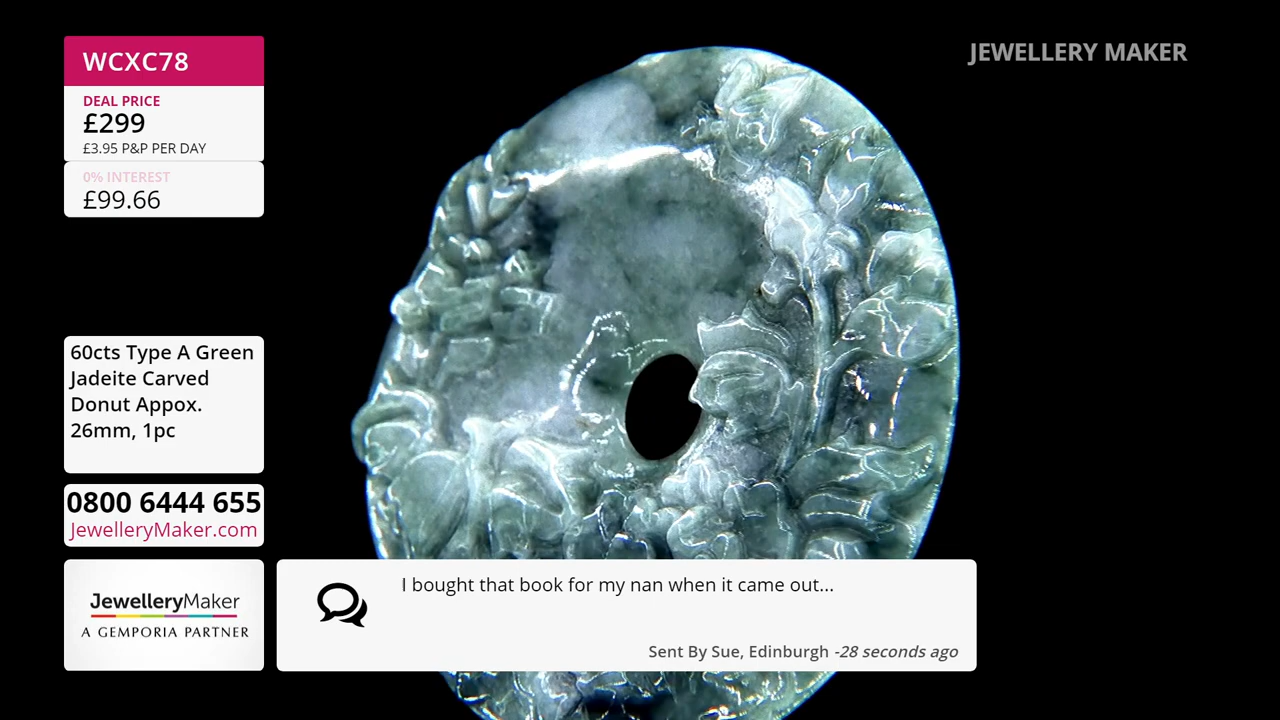 WCXC78
DEAL PRICE
£299
£3.95 P&P PER DAY
0% INTEREST
£99.66
60cts Type A Green
Jadeite Carved
Donut Appox.
26mm, 1pc
0800 6444 655
JewelleryMaker.com
JewelleryMaker
A GEMPORIA PARTNER
JEWELLERY MAKER
I bought that book for my nan when it came out...
Sent By Sue, Edinburgh -28 seconds ago